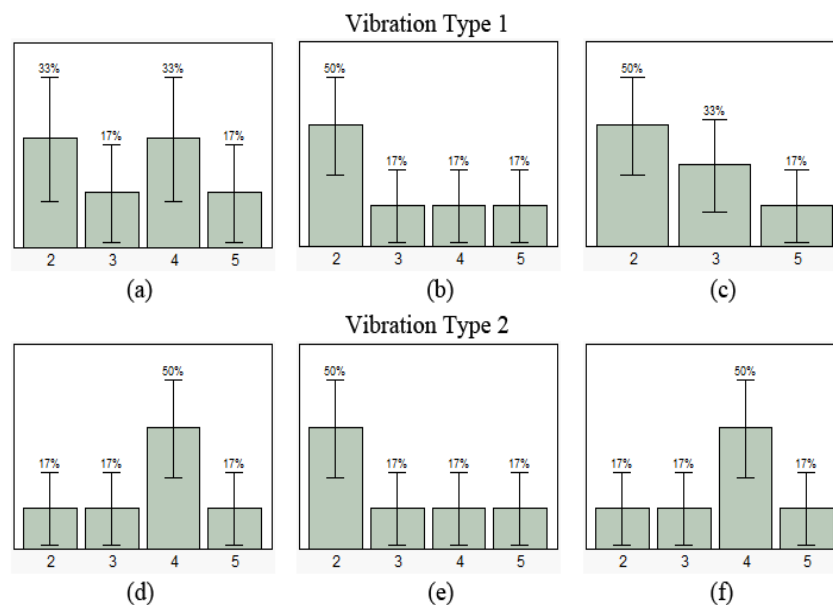 Vibration Type 1
33% 17% 33% 17%
2 3 4 5
(a)
50% 17% 17% 17%
2 3 4 5
(b)
50% 33% 17%
2 3 5
(c)
Vibration Type 2
17% 17% 50% 17%
2 3 4 5
(d)
50% 17% 17% 17%
2 3 4 5
(e)
17% 17% 50% 17%
2 3 4 5
(f)